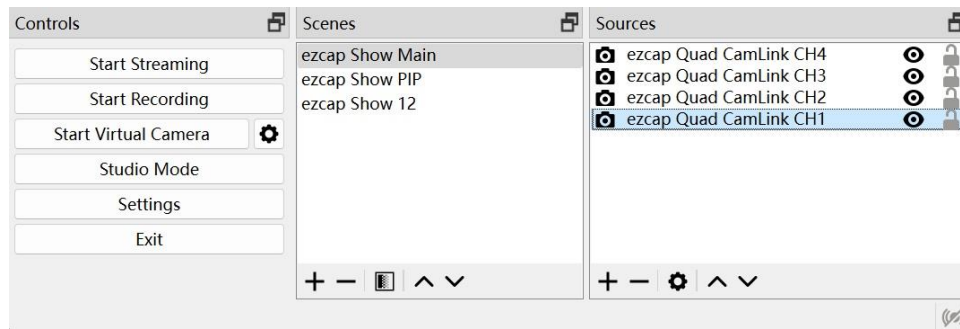 Controls
Start Streaming
Start Recording
Start Virtual Camera
Studio Mode
Settings
Exit
Scenes
ezcap Show Main
ezcap Show PIP
ezcap Show 12
Sources
ezcap Quad CamLink CH4
ezcap Quad CamLink CH3
ezcap Quad CamLink CH2
ezcap Quad CamLink CH1